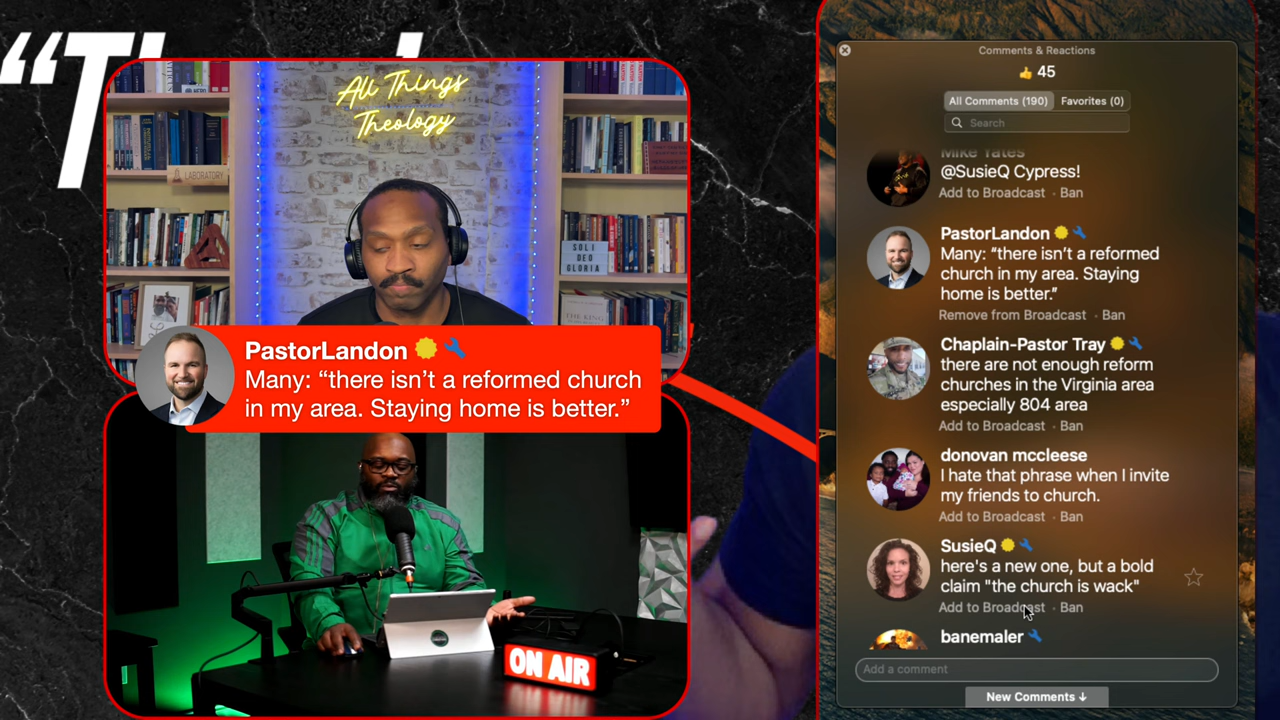 “T
All Things
Theology
LABORATORY
SOLI
DEO
GLORIA
THE KING
PastorLandon
Many: “there isn’t a reformed church
in my area. Staying home is better.”
ON AIR
Comments & Reactions
👍 45
All Comments (190) Favorites (0)
Search
Mike Yates
@SusieQ Cypress!
Add to Broadcast · Ban
PastorLandon
Many: “there isn’t a reformed
church in my area. Staying
home is better.”
Remove from Broadcast · Ban
Chaplain-Pastor Tray
there are not enough reform
churches in the Virginia area
especially 804 area
Add to Broadcast · Ban
donovan mccleese
I hate that phrase when I invite
my friends to church.
Add to Broadcast · Ban
SusieQ
here's a new one, but a bold
claim "the church is wack"
Add to Broadcast · Ban
banemaler
Add a comment
New Comments ↓